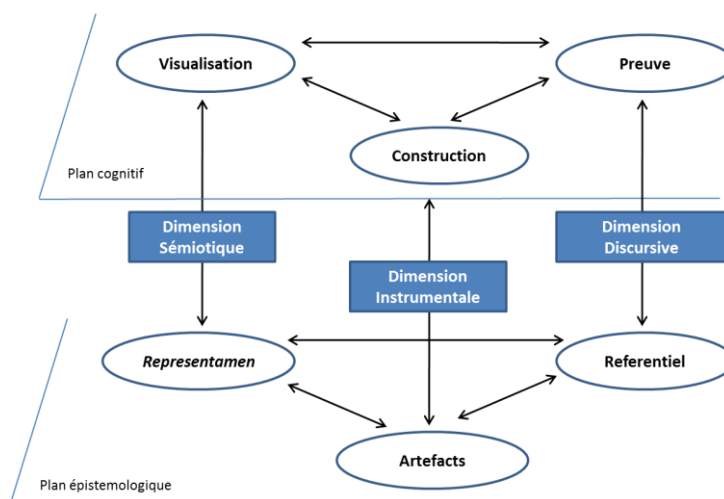 Visualisation
Preuve
Construction
Plan cognitif
Dimension
Sémiotique
Dimension
Discursive
Dimension
Instrumentale
Representamen
Referentiel
Artefacts
Plan épistemologique